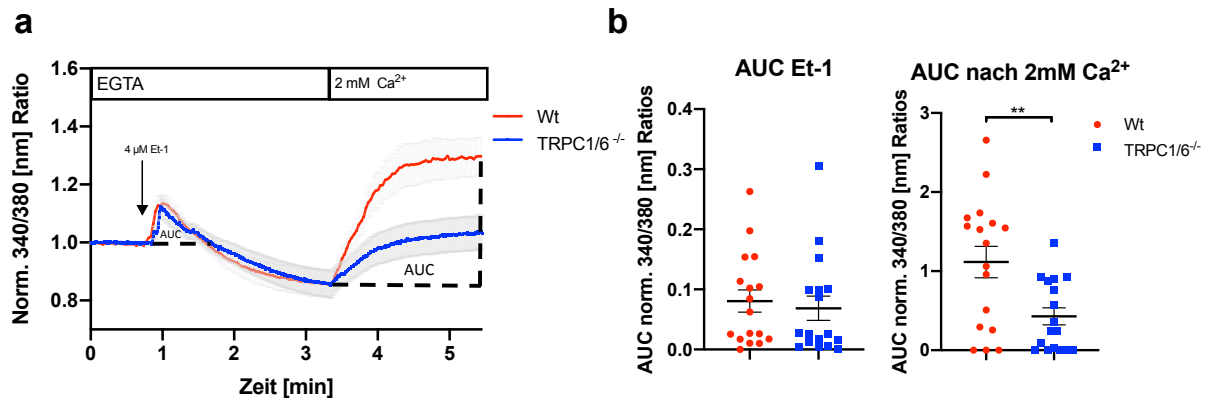 a
Norm. 340/380 [nm] Ratio
1.6
1.4
1.2
1.0
0.8
EGTA
2 mM Ca²⁺
4 µM Et-1
AUC
AUC
Wt
TRPC1/6 -/-
0
1
2
3
4
5
Zeit [min]
b
AUC Et-1
AUC norm. 340/380 [nm] Ratios
0.4
0.3
0.2
0.1
0.0
AUC nach 2mM Ca²⁺
AUC norm. 340/380 [nm] Ratios
3
2
1
0
**
Wt
TRPC1/6 -/-